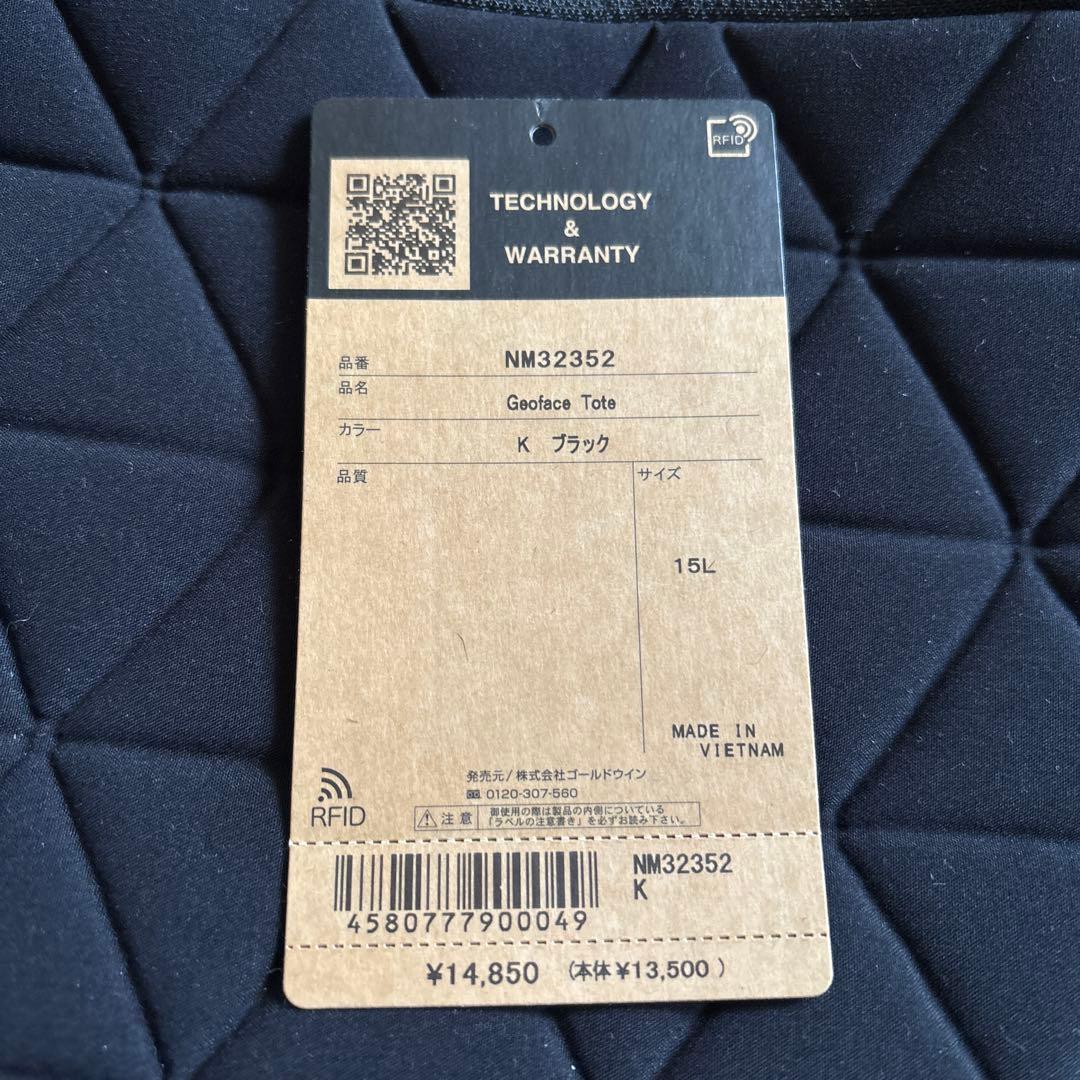 RFID
TECHNOLOGY
&
WARRANTY
品番 NM32352
品名 Geoface Tote
カラー K ブラック
品質
サイズ
15L
MADE IN
VIETNAM
発売元/株式会社ゴールドウイン
0120-307-560
RFID
注意
御使用の際は製品の内側についている
「ラベルの注意書き」を必ずお読み下さい。
NM32352
K
4580777900049
¥14,850 (本体¥13,500)